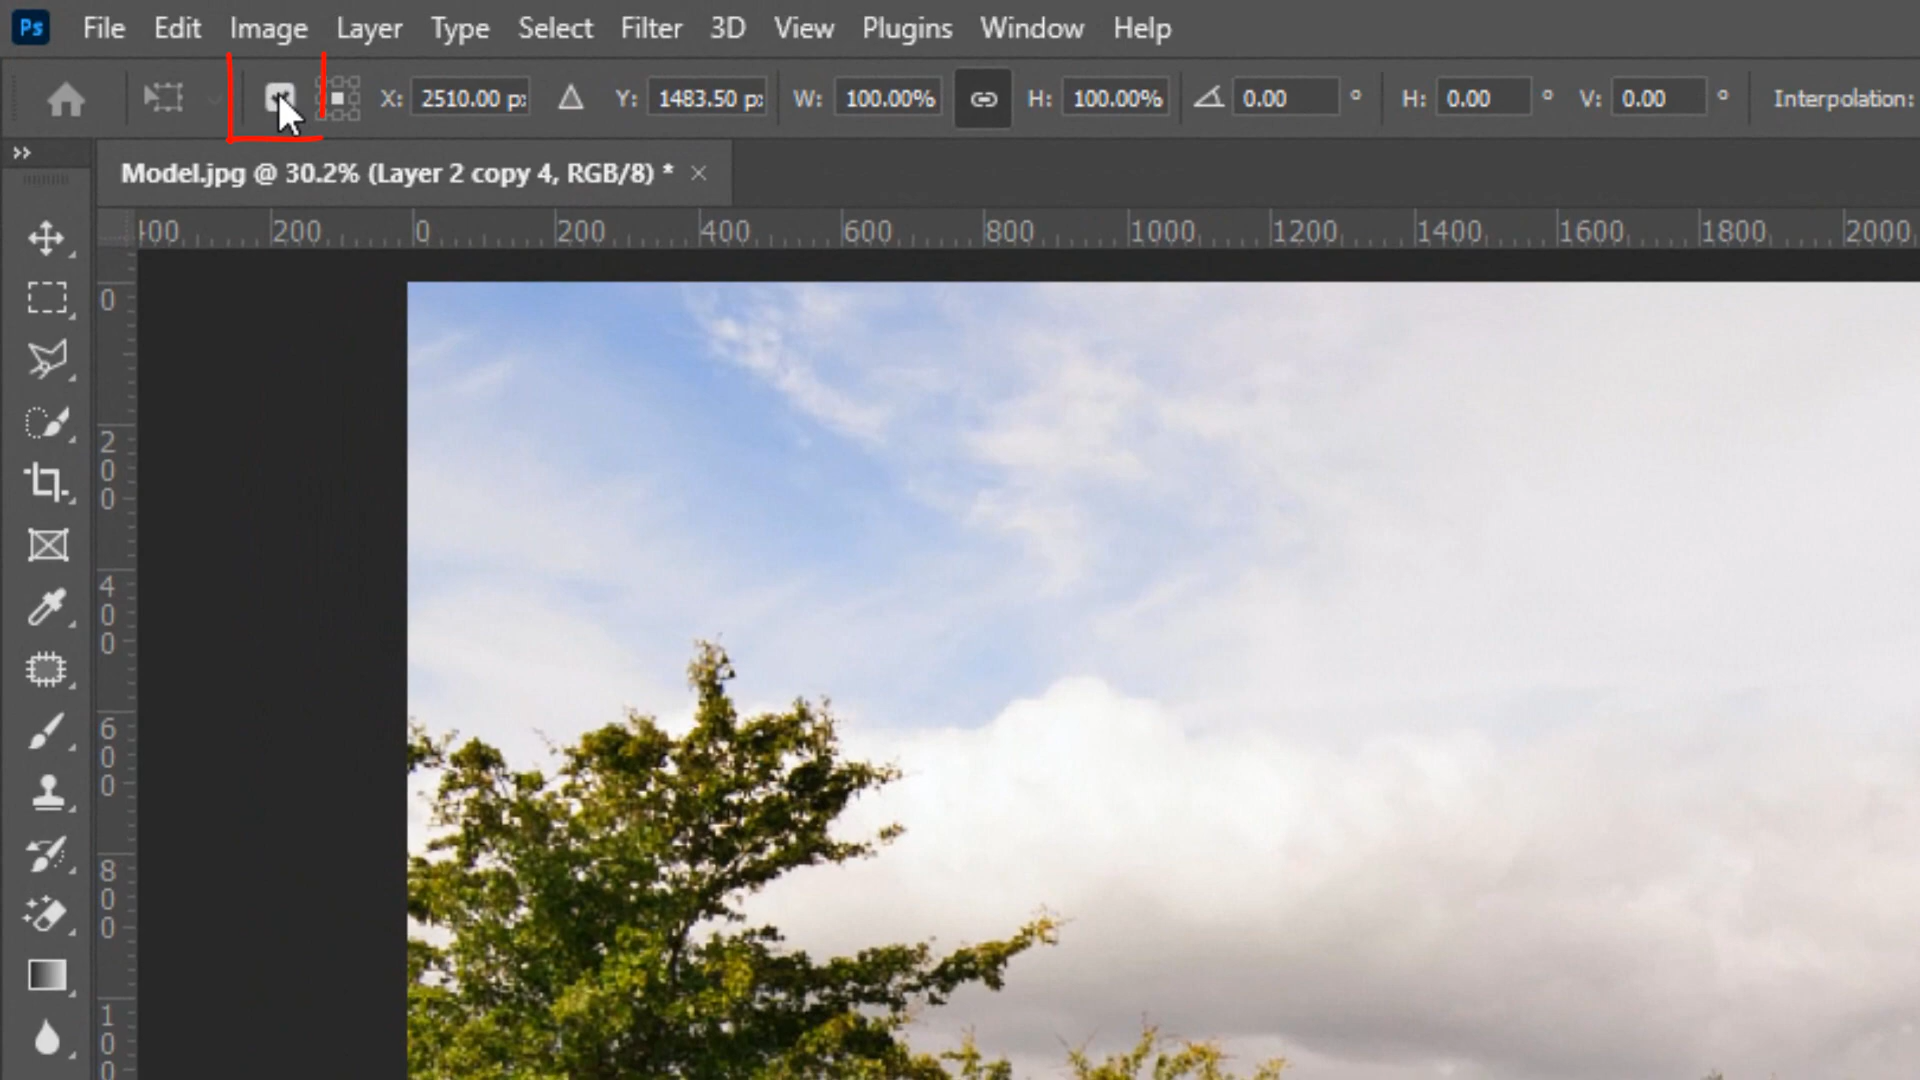 Ps File Edit Image Layer Type Select Filter 3D View Plugins Window Help
X: 2510.00 px Y: 1483.50 px W: 100.00% H: 100.00% 0.00 ° H: 0.00 ° V: 0.00 ° Interpolation:
Model.jpg @ 30.2% (Layer 2 copy 4, RGB/8) * ×
200 0 200 400 600 800 1000 1200 1400 1600 1800 2000
0
200
400
600
800